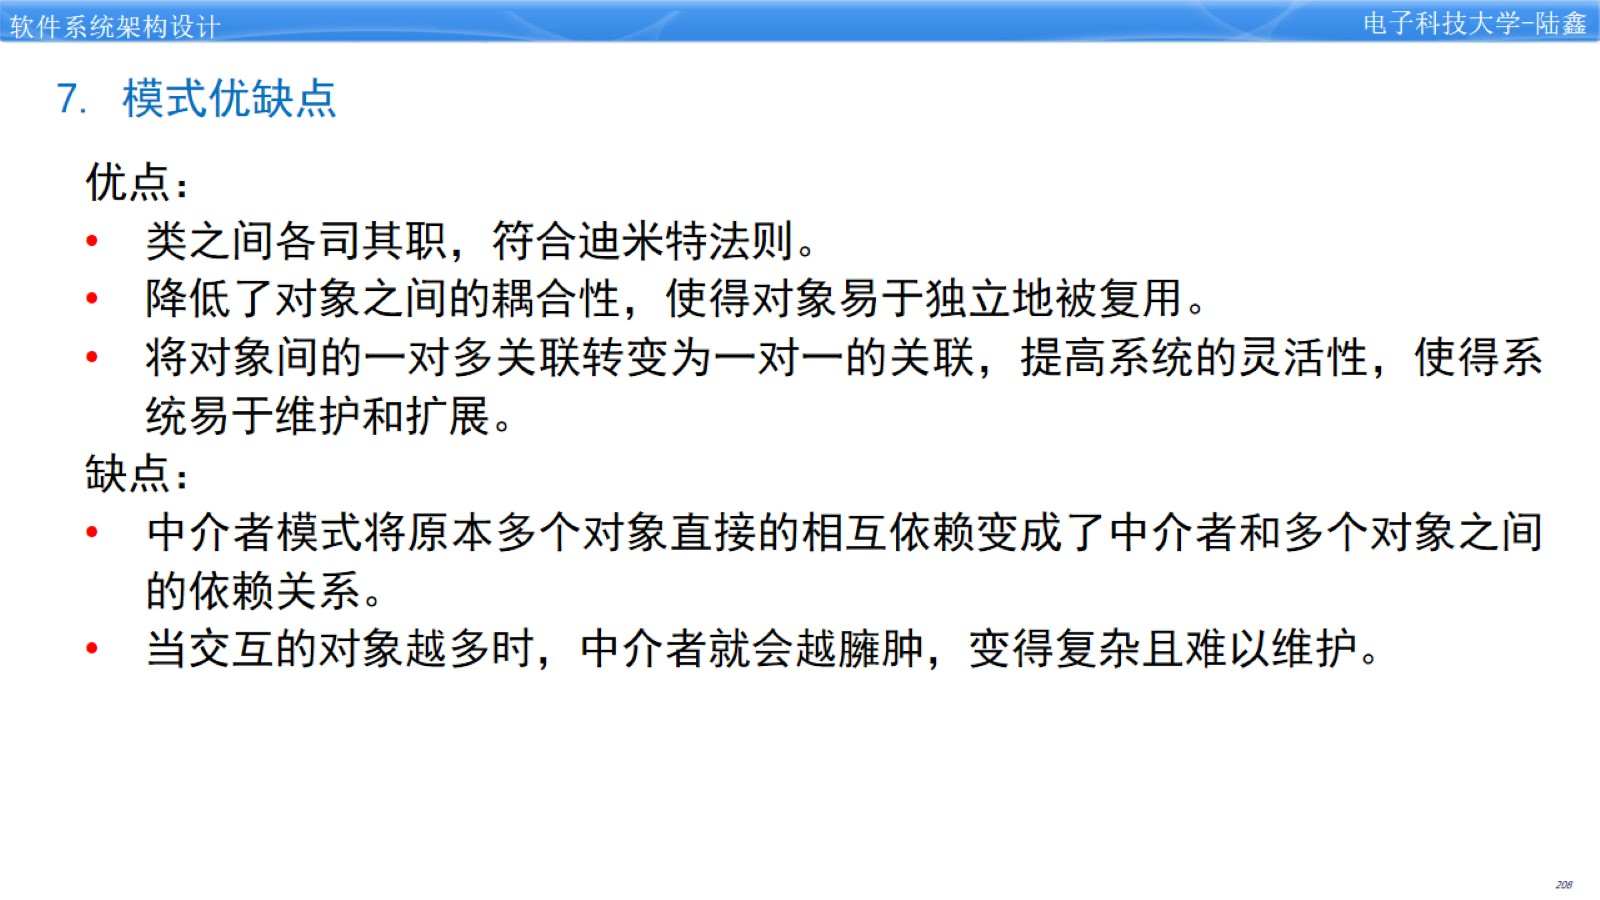 软件系统架构设计
电子科技大学-陆鑫
7. 模式优缺点
优点：
• 类之间各司其职，符合迪米特法则。
• 降低了对象之间的耦合性，使得对象易于独立地被复用。
• 将对象间的一对多关联转变为一对一的关联，提高系统的灵活性，使得系
统易于维护和扩展。
缺点：
• 中介者模式将原本多个对象直接的相互依赖变成了中介者和多个对象之间
的依赖关系。
• 当交互的对象越多时，中介者就会越臃肿，变得复杂且难以维护。
208